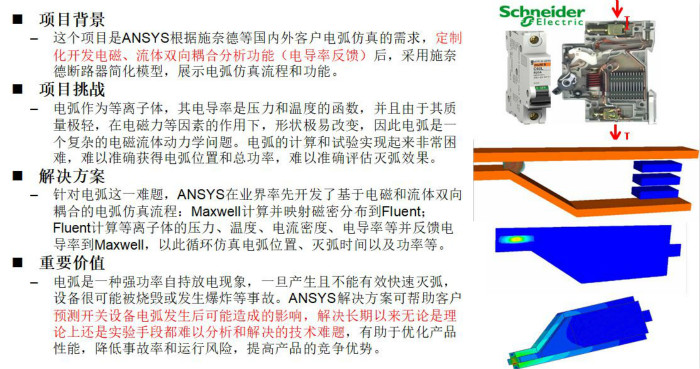 ■ 项目背景
– 这个项目是ANSYS根据施奈德等国内外客户电弧仿真的需求，定制
化开发电磁、流体双向耦合分析功能（电导率反馈）后，采用施奈
德断路器简化模型，展示电弧仿真流程和功能。
■ 项目挑战
– 电弧作为等离子体，其电导率是压力和温度的函数，并且由于其质
量极轻，在电磁力等因素的作用下，形状极易改变，因此电弧是一
个复杂的电磁流体动力学问题。电弧的计算和试验实现起来非常困
难，难以准确获得电弧位置和总功率，难以准确评估灭弧效果。
■ 解决方案
– 针对电弧这一难题，ANSYS在业界率先开发了基于电磁和流体双向
耦合的电弧仿真流程：Maxwell计算并映射磁密分布到Fluent；
Fluent计算等离子体的压力、温度、电流密度、电导率等并反馈电
导率到Maxwell，以此循环仿真电弧位置、灭弧时间以及功率等。
■ 重要价值
– 电弧是一种强功率自持放电现象，一旦产生且不能有效快速灭弧，
设备很可能被烧毁或发生爆炸等事故。ANSYS解决方案可帮助客户
预测开关设备电弧发生后可能造成的影响，解决长期以来无论是理
论上还是实验手段都难以分析和解决的技术难题，有助于优化产品
性能，降低事故率和运行风险，提高产品的竞争优势。
Schneider
Electric
I
I